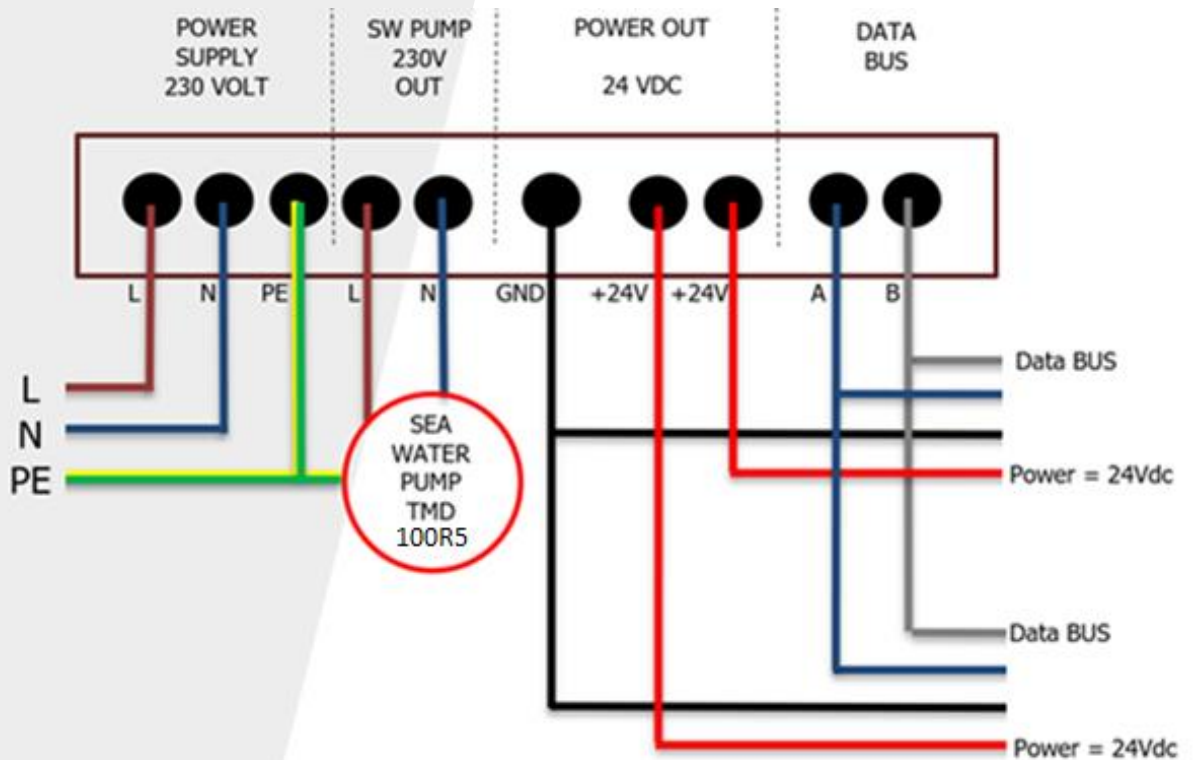 POWER
SUPPLY
230 VOLT
SW PUMP
230V
OUT
POWER OUT
24 VDC
DATA
BUS
L
N
PE
L
N
GND
+24V
+24V
A
B
L
N
PE
SEA
WATER
PUMP
TMD
100R5
Data BUS
Power = 24Vdc
Data BUS
Power = 24Vdc